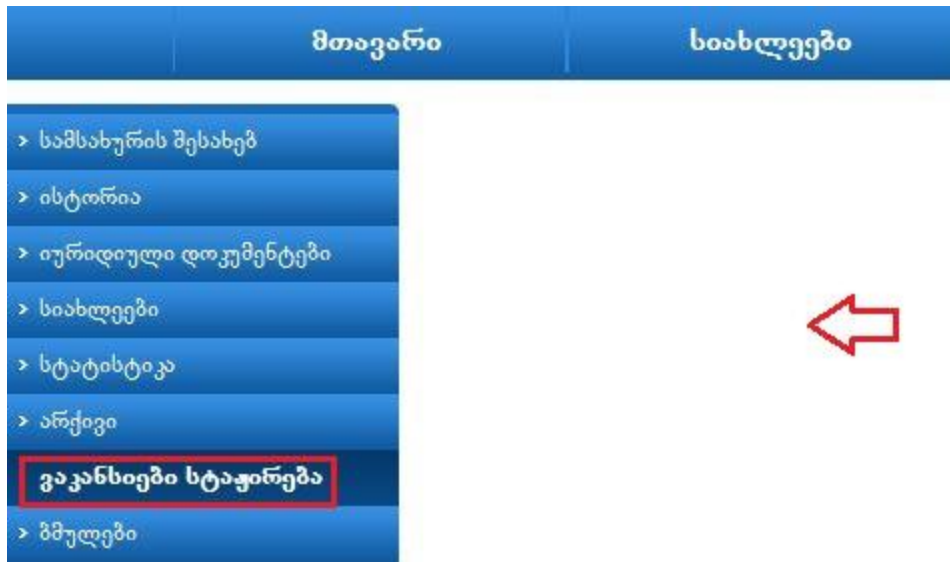 მთავარი
სიახლეები
> სამსახურის შესახებ
> ისტორია
> იურიდიული დოკუმენტები
> სიახლეები
> სტატისტიკა
> არქივი
ვაკანსიები სტაჟირება
> ბმულები